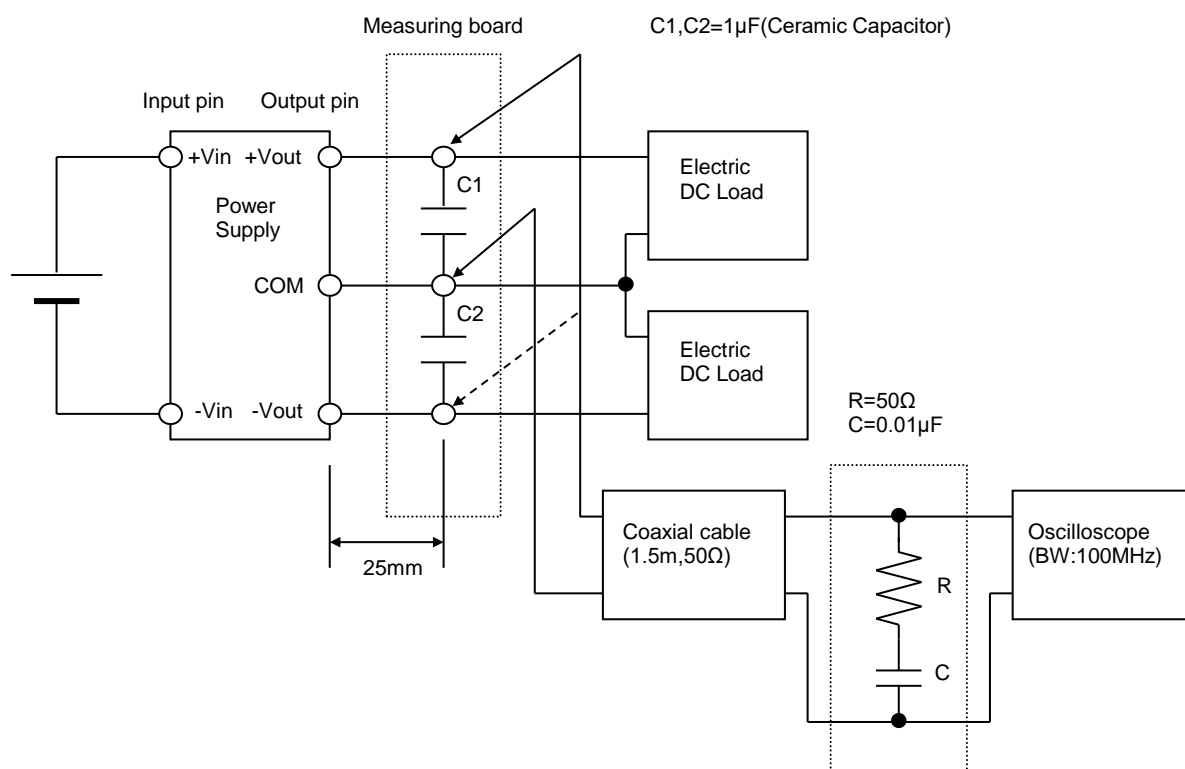 Measuring board
C1,C2=1µF(Ceramic Capacitor)
Input pin
Output pin
+Vin
+Vout
C1
Electric
DC Load
Power
Supply
COM
C2
Electric
DC Load
-Vin
-Vout
R=50Ω
C=0.01µF
25mm
Coaxial cable
(1.5m,50Ω)
R
C
Oscilloscope
(BW:100MHz)